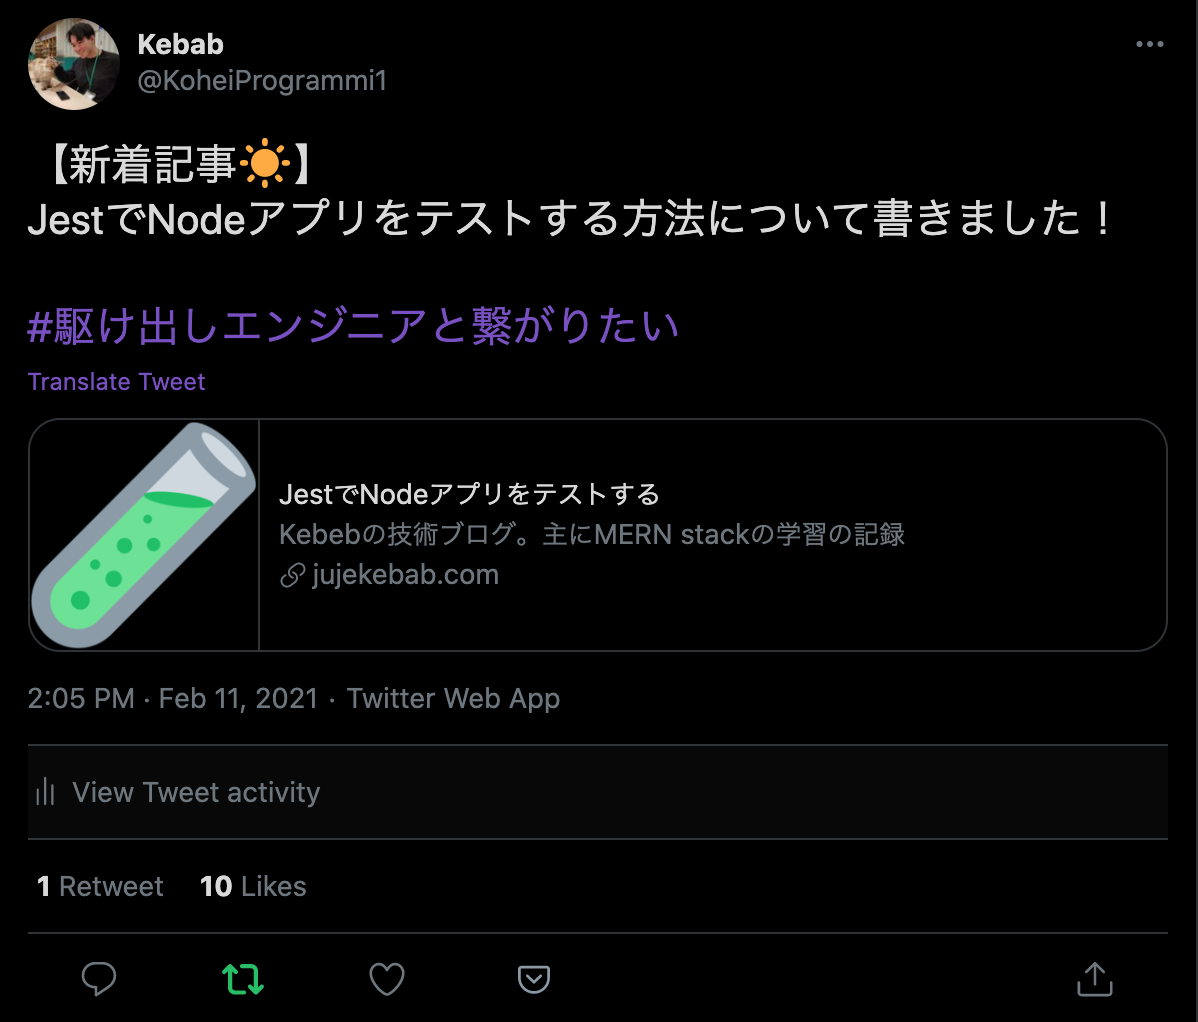 Kebab
@KoheiProgrammi1
【新着記事☀️】
JestでNodeアプリをテストする方法について書きました！
#駆け出しエンジニアと繋がりたい
Translate Tweet
JestでNodeアプリをテストする
Kebebの技術ブログ。主にMERN stackの学習の記録
jujekebab.com
2:05 PM · Feb 11, 2021 · Twitter Web App
View Tweet activity
1 Retweet 10 Likes